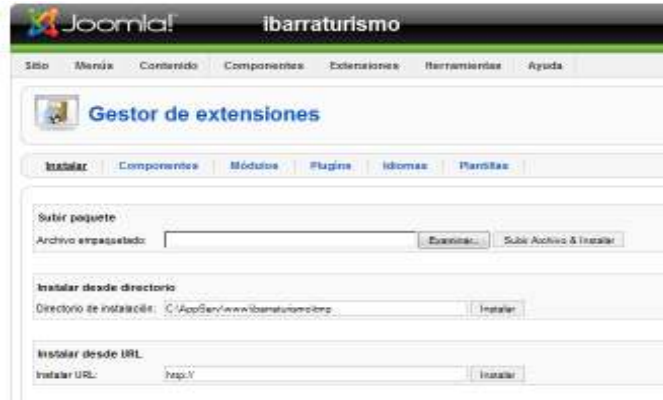 Joomla! ibarraturismo
Sitio Menús Contenido Componentes Extensiones Herramientas Ayuda
Gestor de extensiones
Instalar Componentes Módulos Plugins Idiomas Plantillas
Subir paquete
Archivo empaquetado: Examinar... Subir Archivo & Instalar
Instalar desde directorio
Directorio de instalación: C:\AppServ\www\ibarraturismo\tmp Instalar
Instalar desde URL
Instalar URL: http:// Instalar